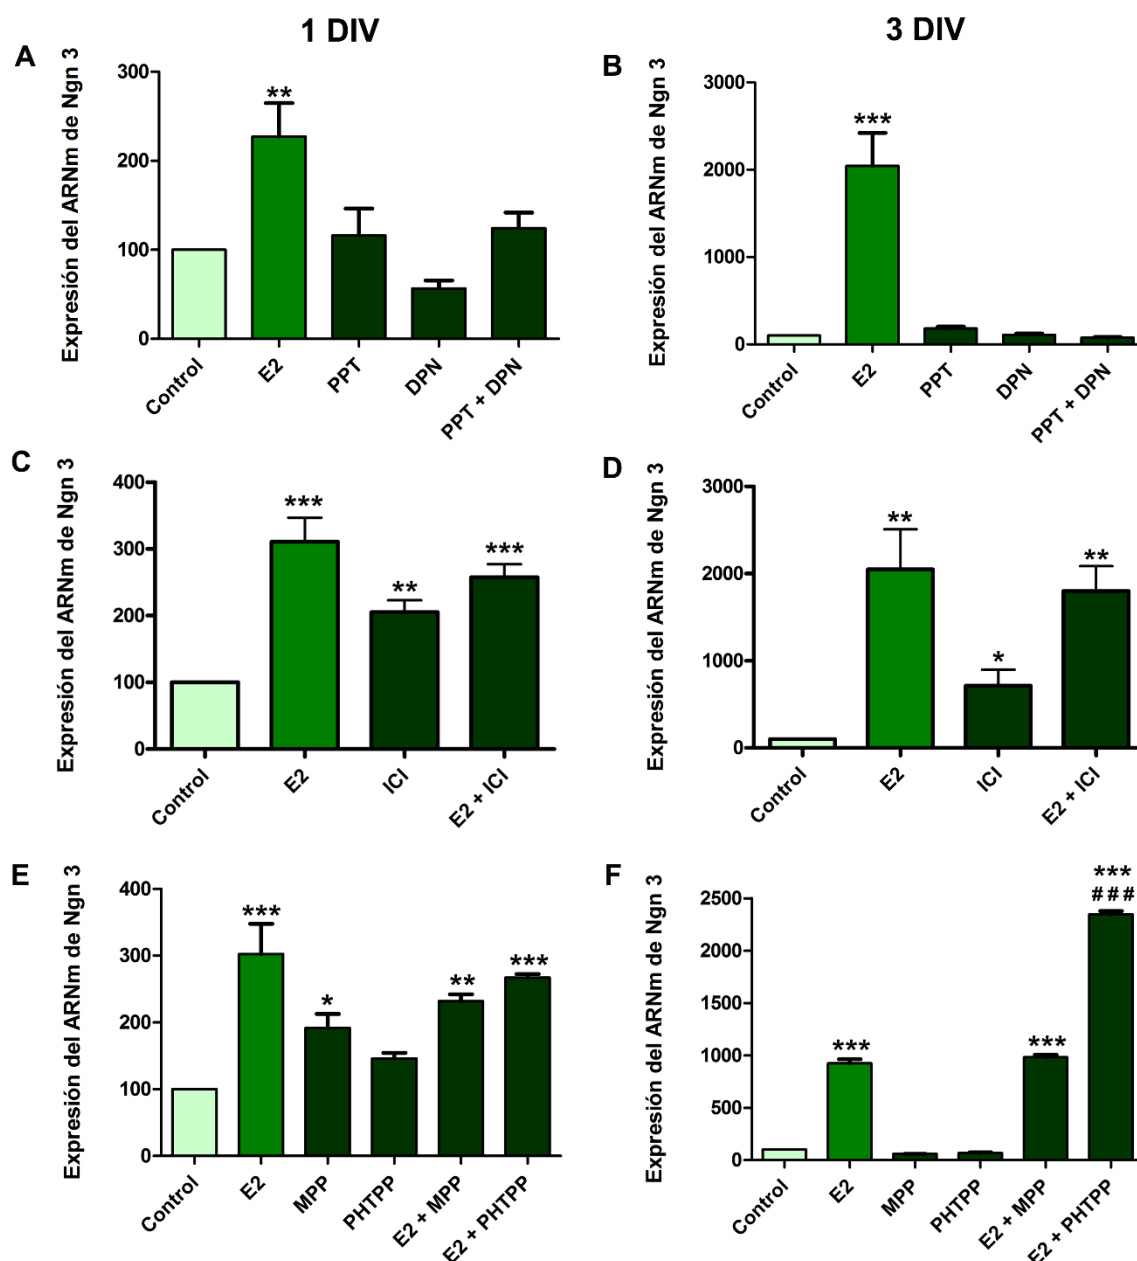 1 DIV
3 DIV
A
Expresión del ARNm de Ngn 3
300
200
100
0
**
Control
E2
PPT
DPN
PPT + DPN
B
Expresión del ARNm de Ngn 3
3000
2000
1000
0
***
Control
E2
PPT
DPN
PPT + DPN
C
Expresión del ARNm de Ngn 3
400
300
200
100
0
***
**
***
Control
E2
ICI
E2 + ICI
D
Expresión del ARNm de Ngn 3
3000
2000
1000
0
**
*
**
Control
E2
ICI
E2 + ICI
E
Expresión del ARNm de Ngn 3
400
300
200
100
0
***
*
**
***
Control
E2
MPP
PHTPP
E2 + MPP
E2 + PHTPP
F
Expresión del ARNm de Ngn 3
2500
2000
1500
1000
500
0
***
***
***
###
Control
E2
MPP
PHTPP
E2 + MPP
E2 + PHTPP